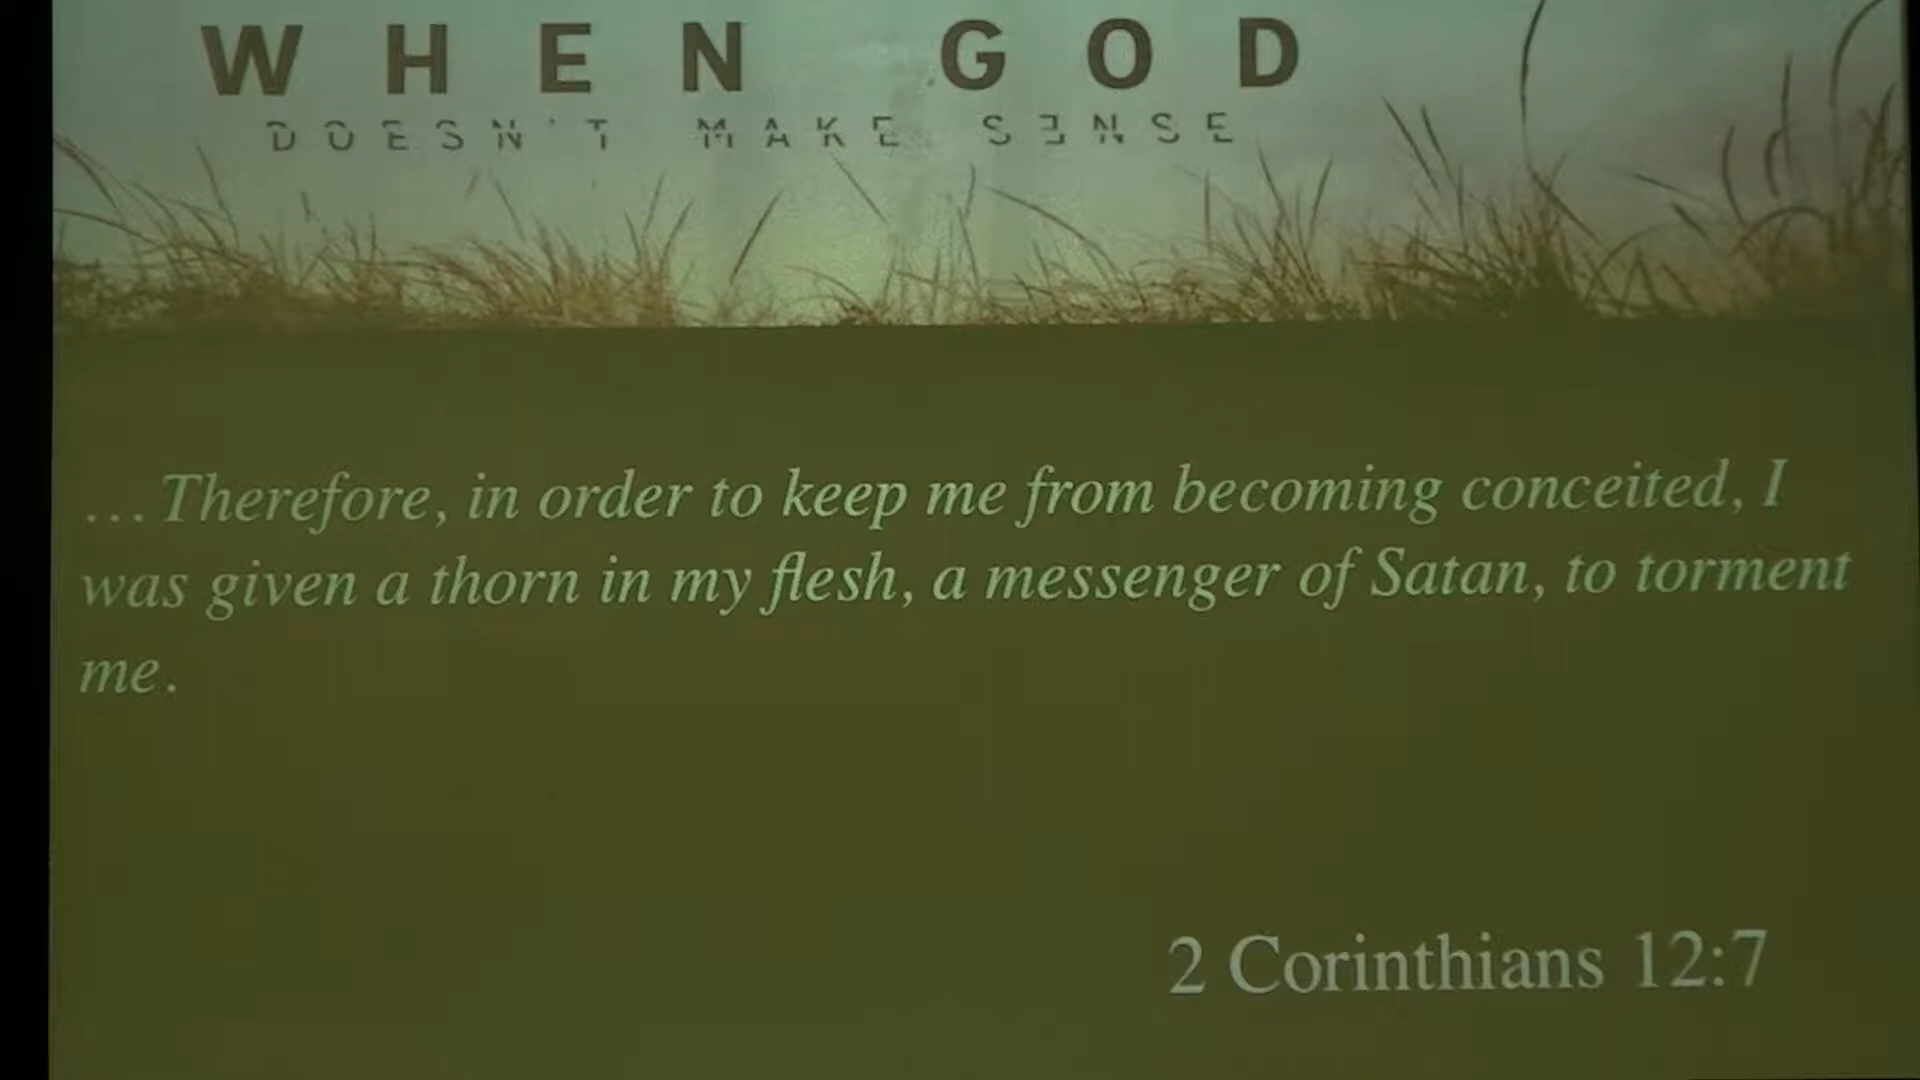 WHEN GOD
DOESN'T MAKE SENSE
…Therefore, in order to keep me from becoming conceited, I
was given a thorn in my flesh, a messenger of Satan, to torment
me.
2 Corinthians 12:7